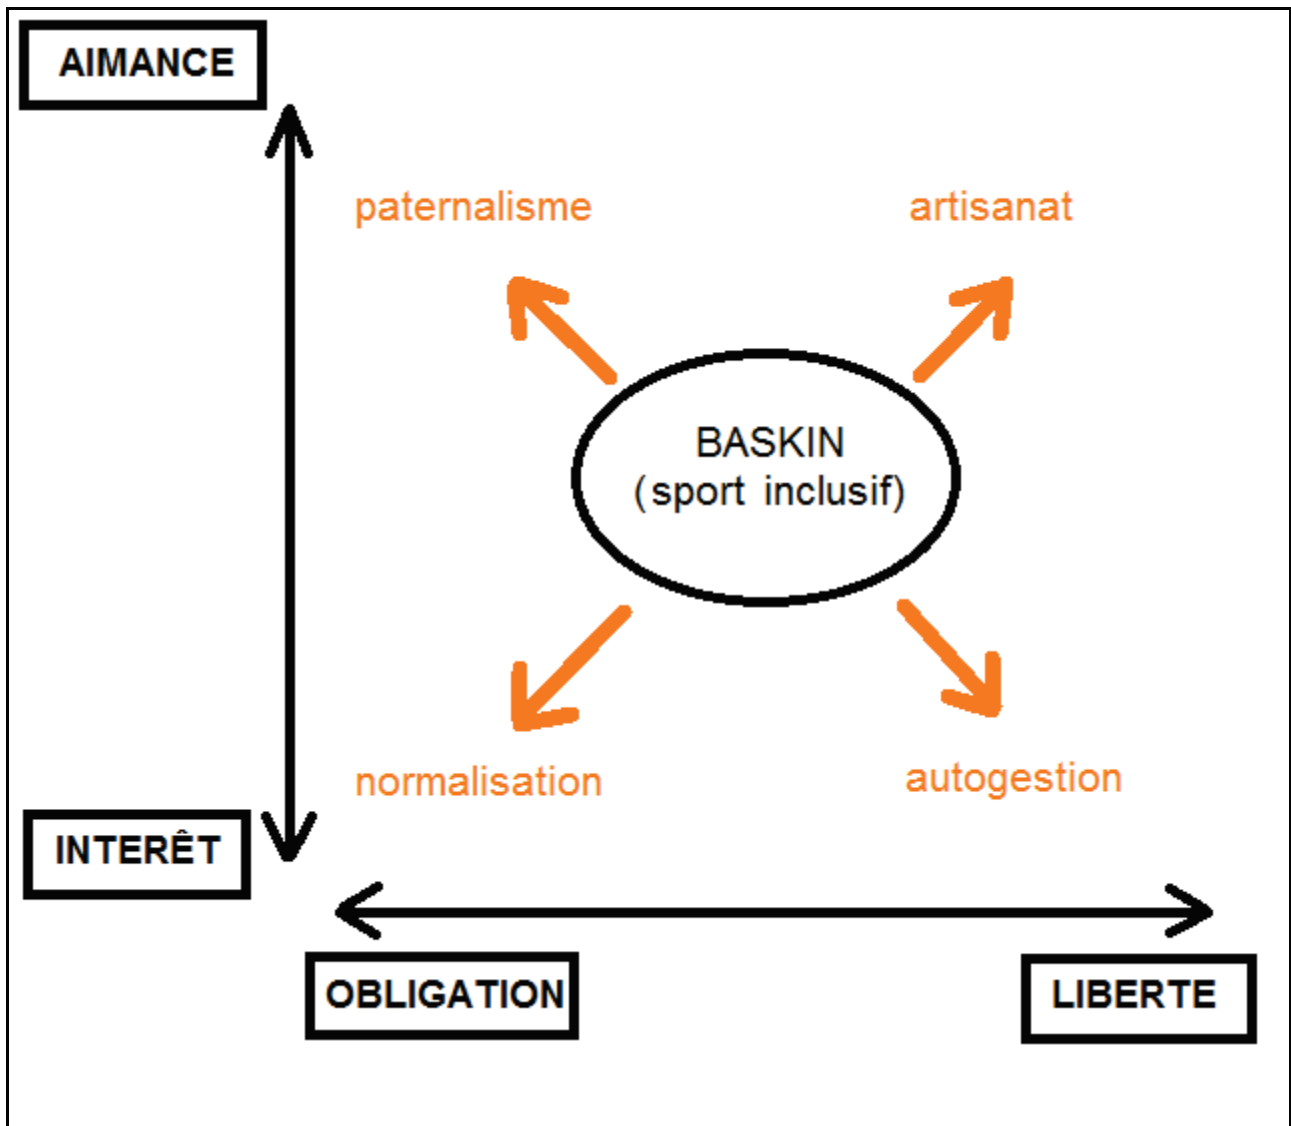 AIMANCE
paternalisme
artisanat
BASKIN
(sport inclusif)
normalisation
autogestion
INTERÊT
OBLIGATION
LIBERTE